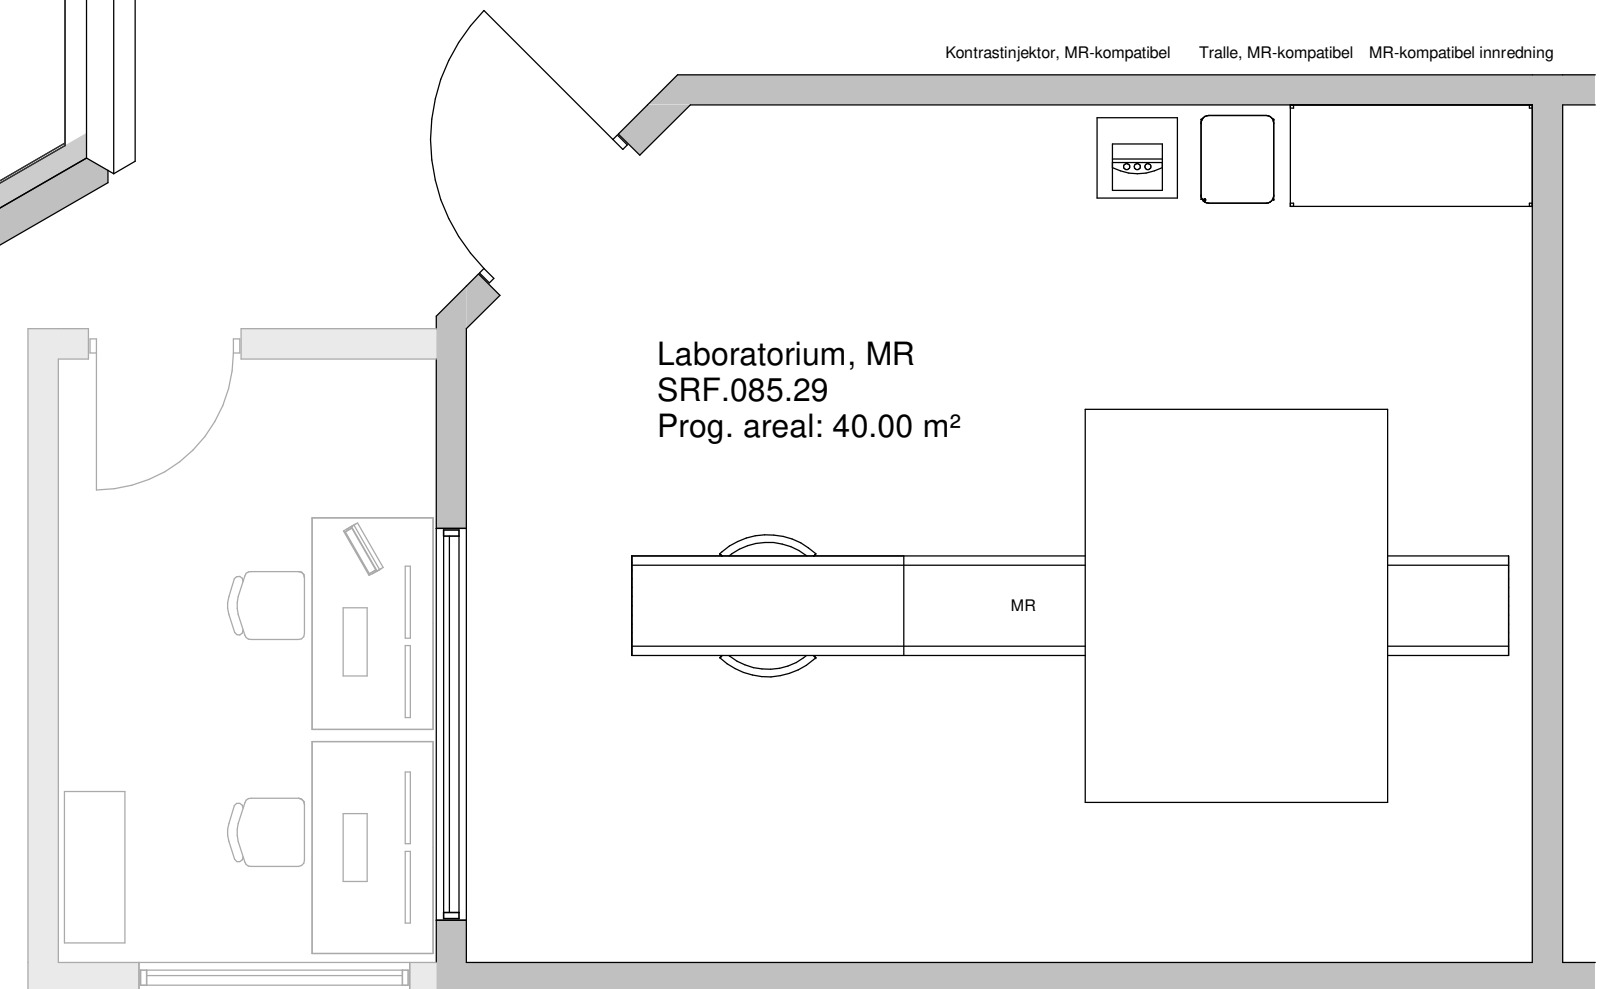 Kontrastinjektor, MR-kompatibel Tralle, MR-kompatibel MR-kompatibel innredning
Laboratorium, MR
SRF.085.29
Prog. areal: 40.00 m²
MR